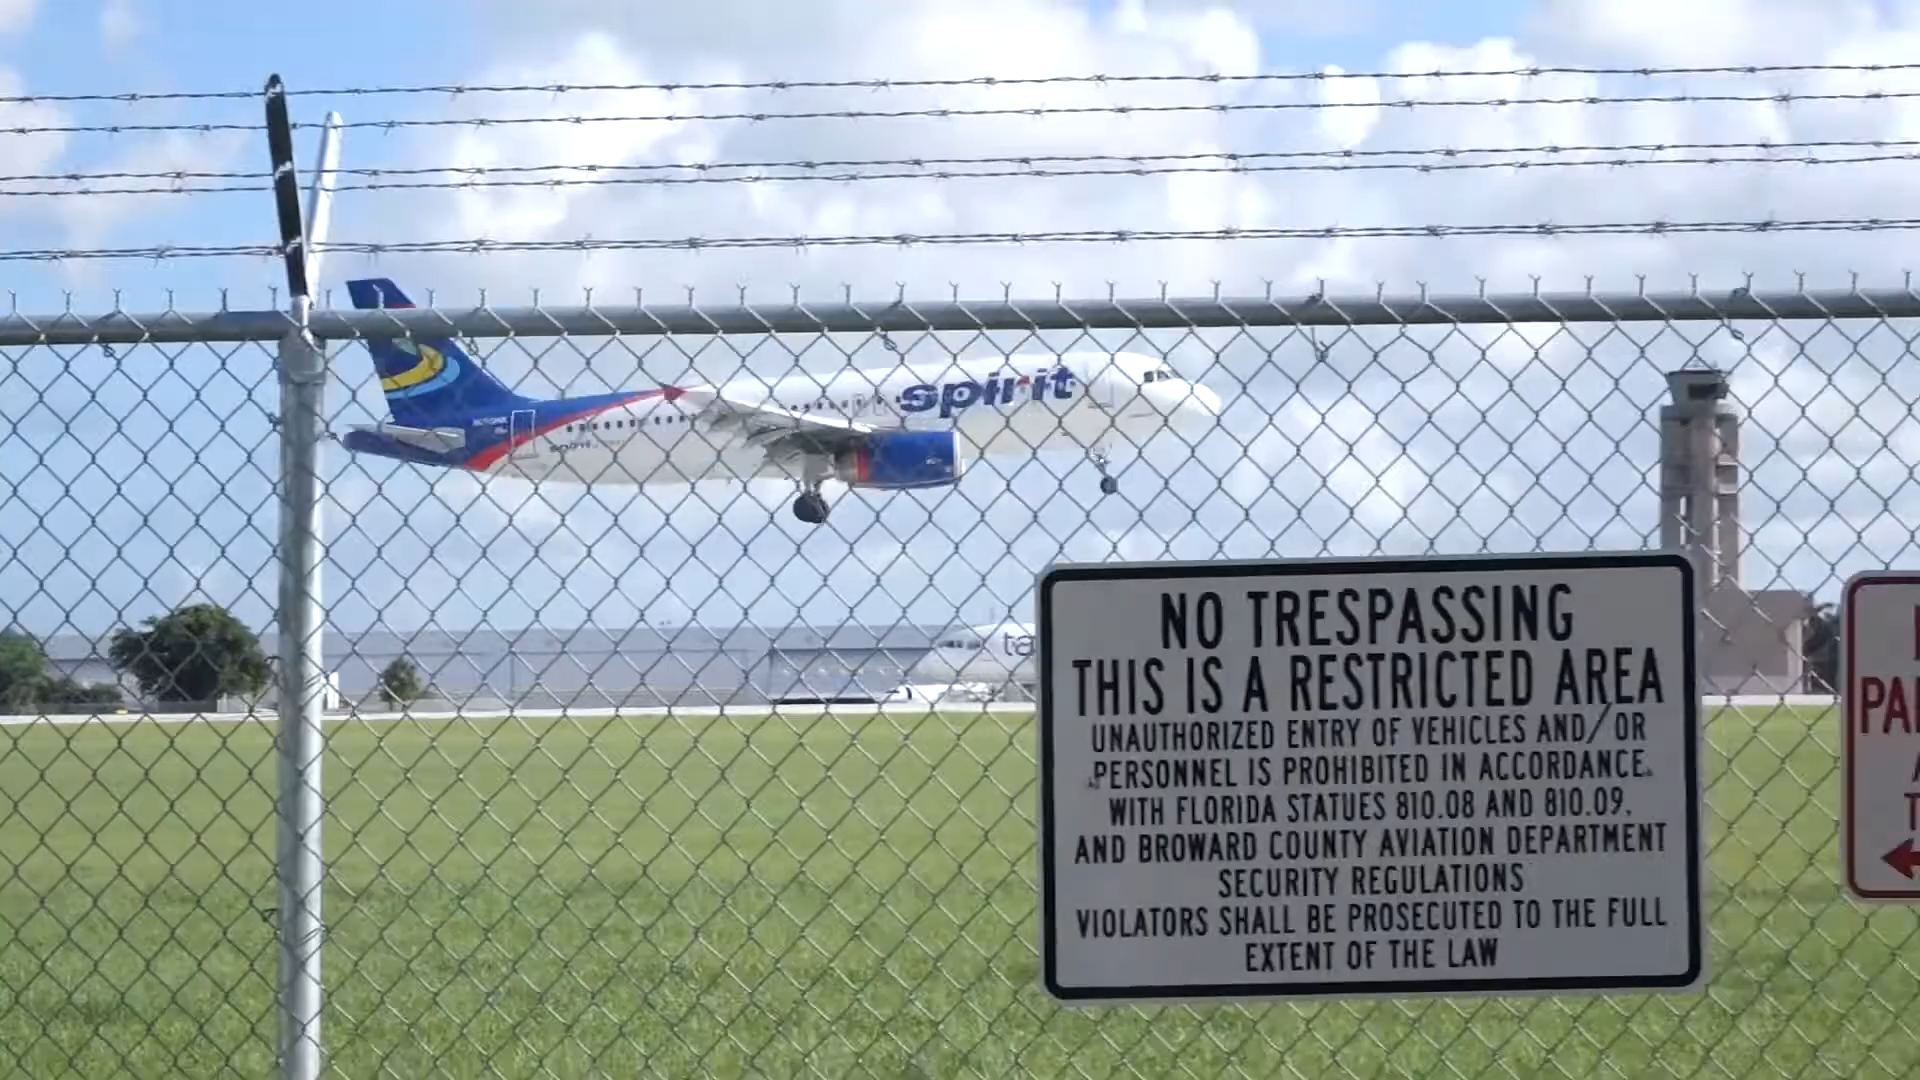 spirit
ta
NO TRESPASSING
THIS IS A RESTRICTED AREA
UNAUTHORIZED ENTRY OF VEHICLES AND/OR
PERSONNEL IS PROHIBITED IN ACCORDANCE
WITH FLORIDA STATUES 810.08 AND 810.09,
AND BROWARD COUNTY AVIATION DEPARTMENT
SECURITY REGULATIONS
VIOLATORS SHALL BE PROSECUTED TO THE FULL
EXTENT OF THE LAW
PA